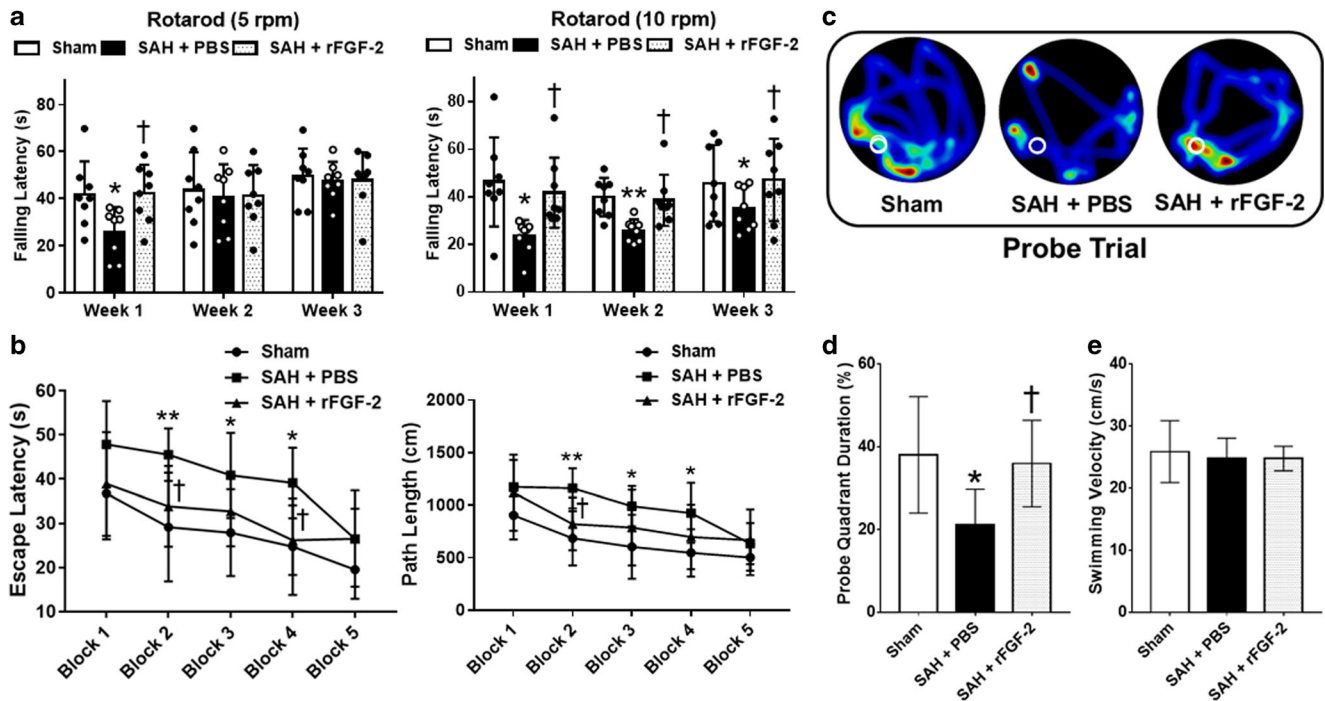 a
Rotarod (5 rpm)
Sham SAH + PBS SAH + rFGF-2
Falling Latency (s)
80
60
40
20
0
*
†
Week 1 Week 2 Week 3
Rotarod (10 rpm)
Sham SAH + PBS SAH + rFGF-2
Falling Latency (s)
80
60
40
20
0
*
†
**
†
*
†
Week 1 Week 2 Week 3
c
Sham SAH + PBS SAH + rFGF-2
Probe Trial
b
Sham
SAH + PBS
SAH + rFGF-2
Escape Latency (s)
60
50
40
30
20
10
**
*
*
†
†
Block 1 Block 2 Block 3 Block 4 Block 5
Sham
SAH + PBS
SAH + rFGF-2
Path Length (cm)
2000
1500
1000
500
0
**
*
*
†
Block 1 Block 2 Block 3 Block 4 Block 5
d
Probe Quadrant Duration (%)
60
40
20
0
*
†
Sham SAH + PBS SAH + rFGF-2
e
Swimming Velocity (cm/s)
40
30
20
10
0
Sham SAH + PBS SAH + rFGF-2